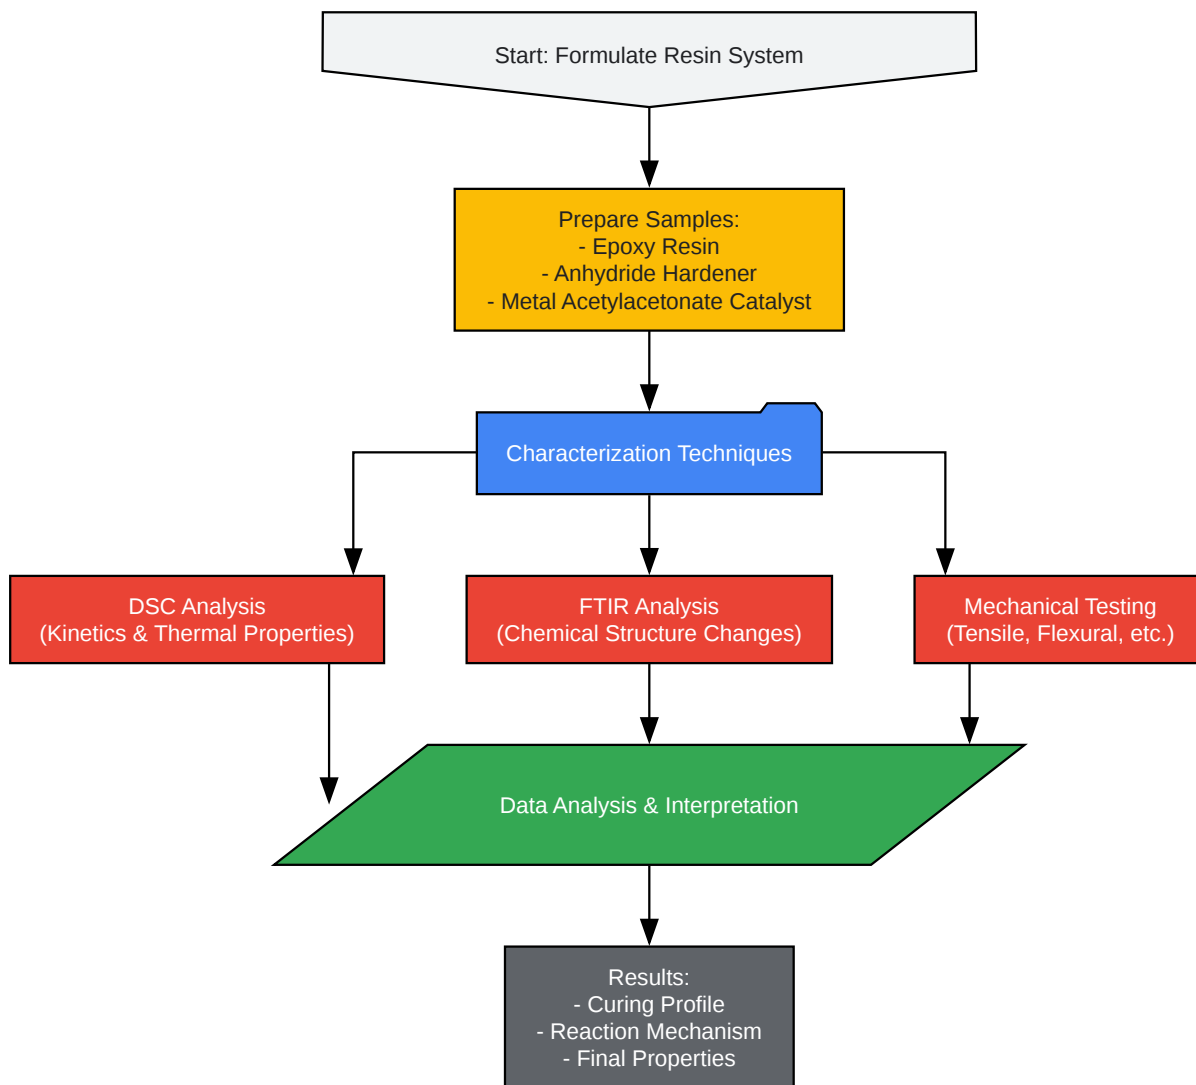 Start: Formulate Resin System
Prepare Samples:
- Epoxy Resin
- Anhydride Hardener
- Metal Acetylacetonate Catalyst
Characterization Techniques
DSC Analysis
(Kinetics & Thermal Properties)
FTIR Analysis
(Chemical Structure Changes)
Mechanical Testing
(Tensile, Flexural, etc.)
Data Analysis & Interpretation
Results:
- Curing Profile
- Reaction Mechanism
- Final Properties